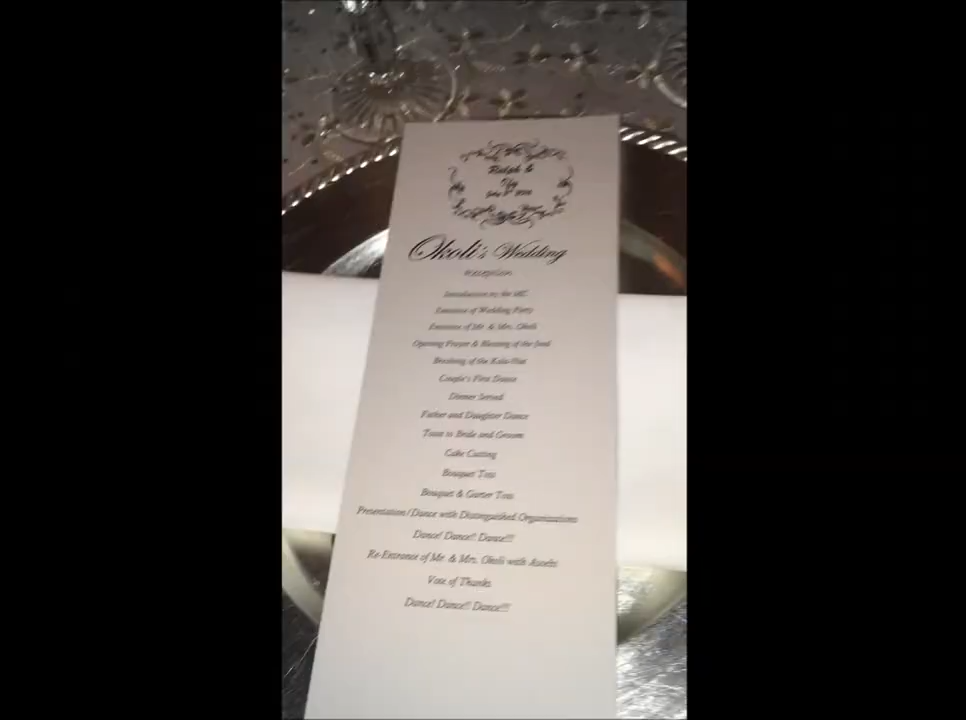 Ralph &
Okoli's Wedding
Reception
Introduction by the MC
Entrance of Wedding Party
Entrance of Mr. & Mrs. Okoli
Opening Prayer & Blessing of the food
Breaking of the Kola-Nut
Couple's First Dance
Dinner Served
Father and Daughter Dance
Toast to Bride and Groom
Cake Cutting
Bouquet Toss
Bouquet & Garter Toss
Presentation/Dance with Distinguished Organizations
Dance! Dance!! Dance!!!
Re-Entrance of Mr. & Mrs. Okoli with Asoebi
Vote of Thanks
Dance! Dance!! Dance!!!